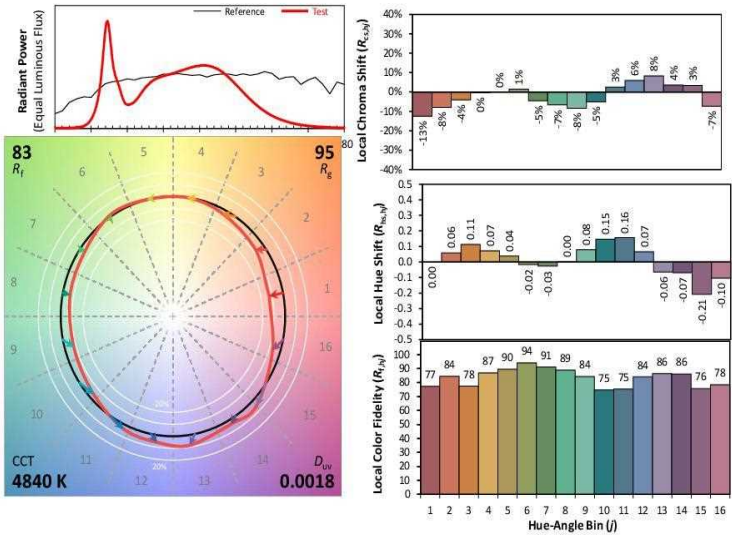 Reference Test
Radiant Power
(Equal Luminous Flux)
80
83
Rf
95
Rg
5 4
6 3
7 2
8 1
9 16
10 15
11 14
12 13
20%
20%
CCT
4840 K
Duv
0.0018
Local Chroma Shift (Rcs,hj)
40%
30%
20%
10%
0%
-10%
-20%
-30%
-40%
-13% -8% -4% 0% 0% 1% -5% -7% -8% -5% 3% 6% 8% 4% 3% -7%
Local Hue Shift (Rhs,hj)
0.5
0.4
0.3
0.2
0.1
0.0
-0.1
-0.2
-0.3
-0.4
-0.5
0.00 0.06 0.11 0.07 0.04 -0.02 -0.03 0.00 0.08 0.15 0.16 0.07 -0.06 -0.07 -0.21 -0.10
Local Color Fidelity (Rf,hj)
100
90
80
70
60
50
40
30
20
10
0
77 84 78 87 90 94 91 89 84 75 75 84 86 86 76 78
1 2 3 4 5 6 7 8 9 10 11 12 13 14 15 16
Hue-Angle Bin (j)